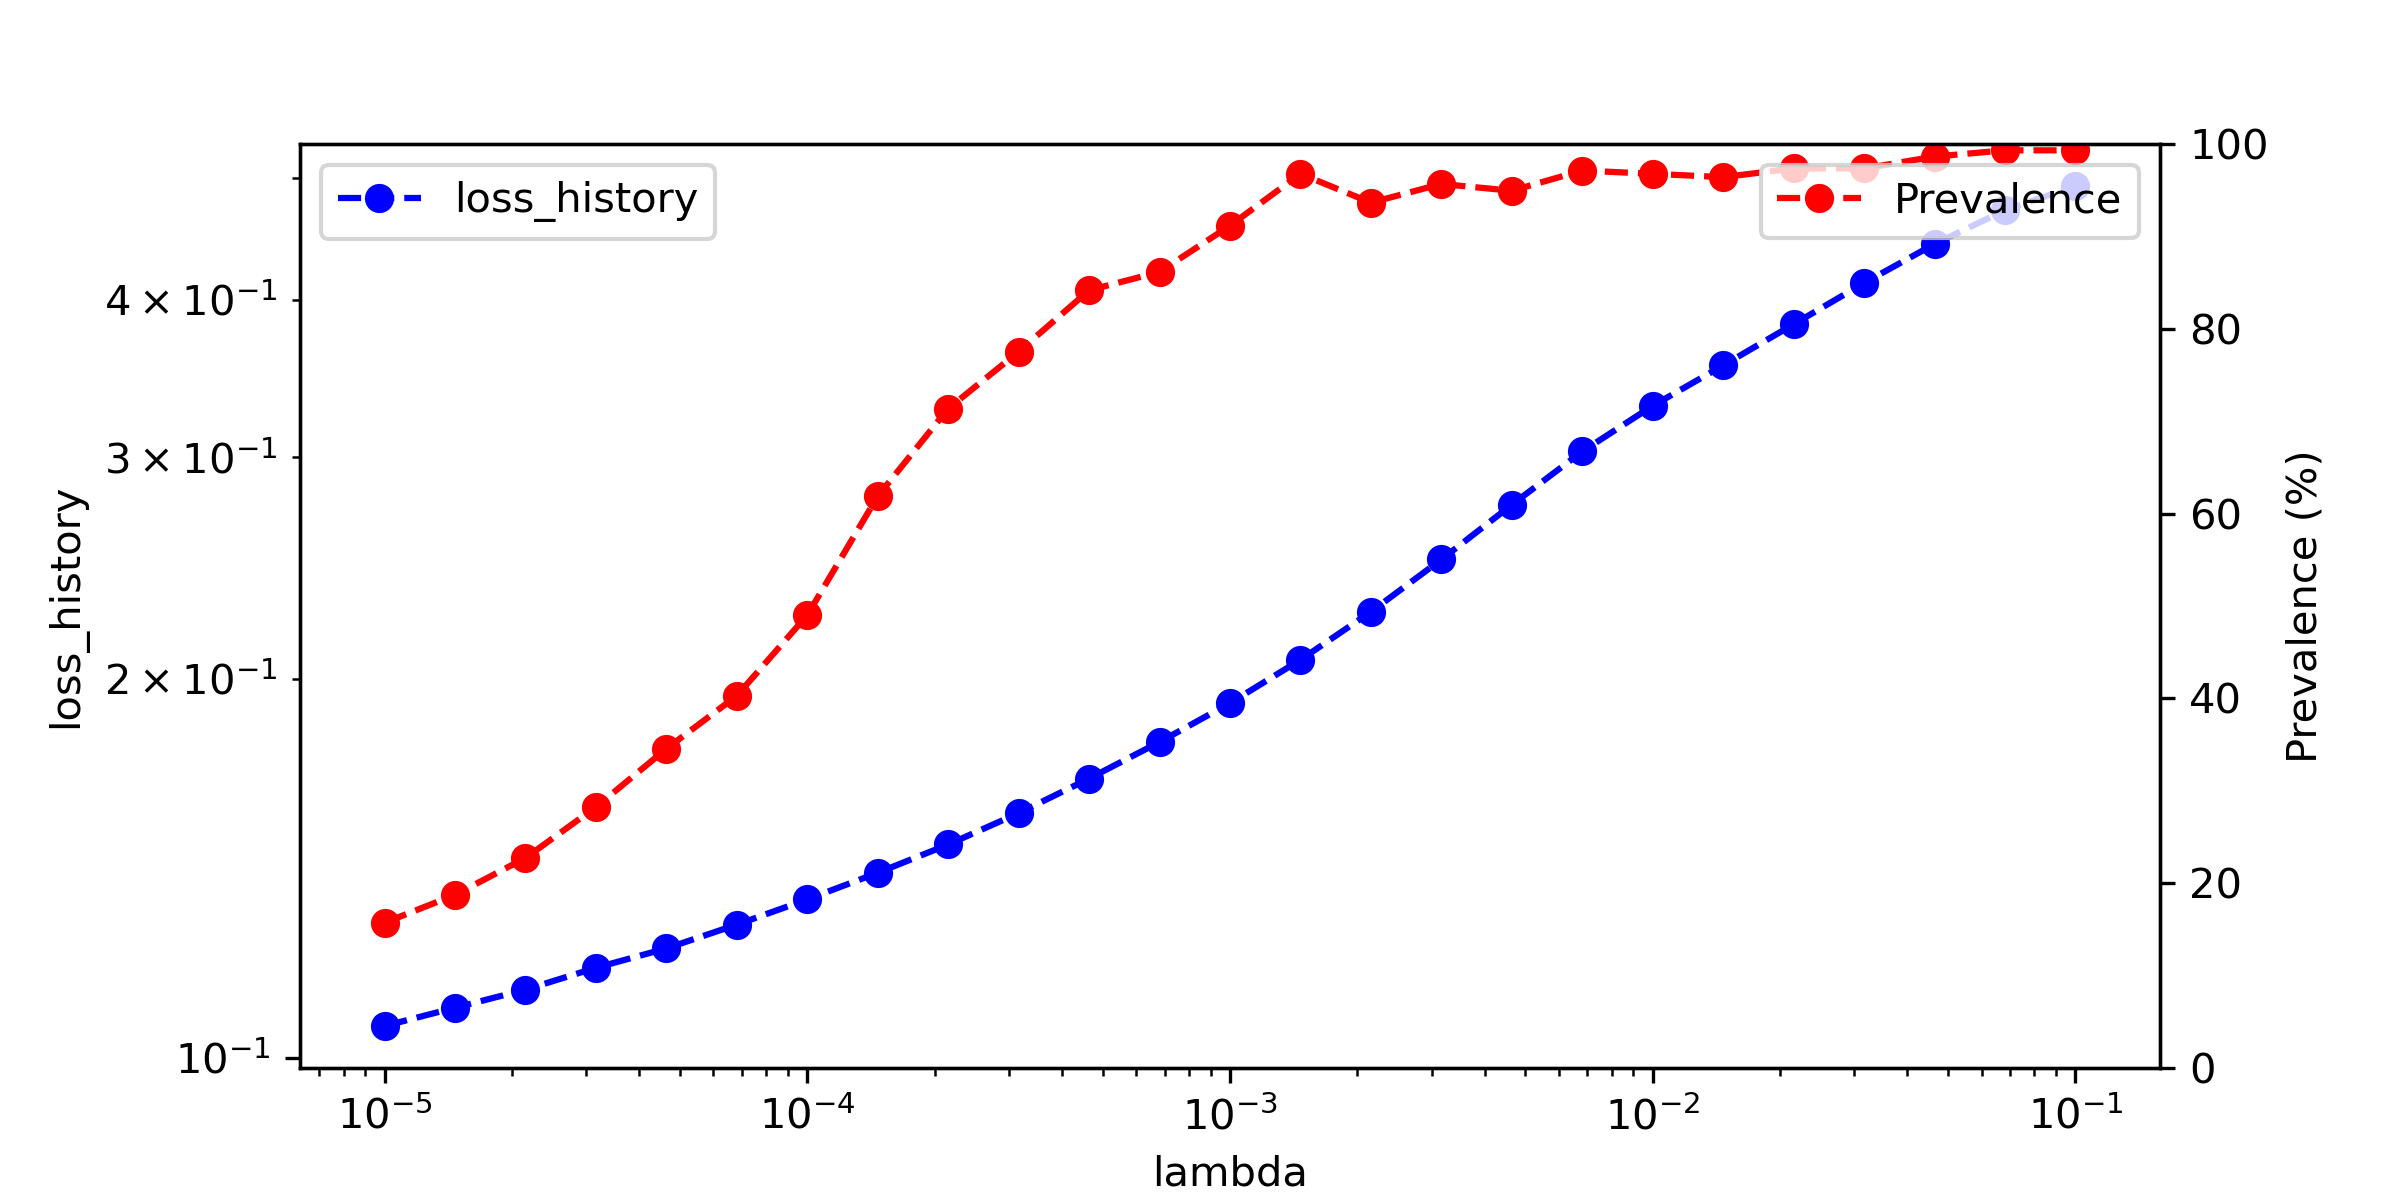 loss_history
Prevalence
100
80
60
40
20
0
Prevalence (%)
4 × 10⁻¹
3 × 10⁻¹
2 × 10⁻¹
10⁻¹
loss_history
10⁻⁵
10⁻⁴
10⁻³
10⁻²
10⁻¹
lambda